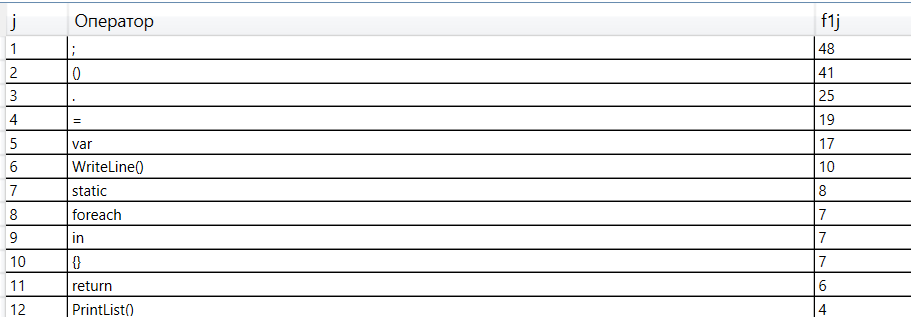 j Оператор f1j
1 ; 48
2 () 41
3 . 25
4 = 19
5 var 17
6 WriteLine() 10
7 static 8
8 foreach 7
9 in 7
10 {} 7
11 return 6
12 PrintList() 4